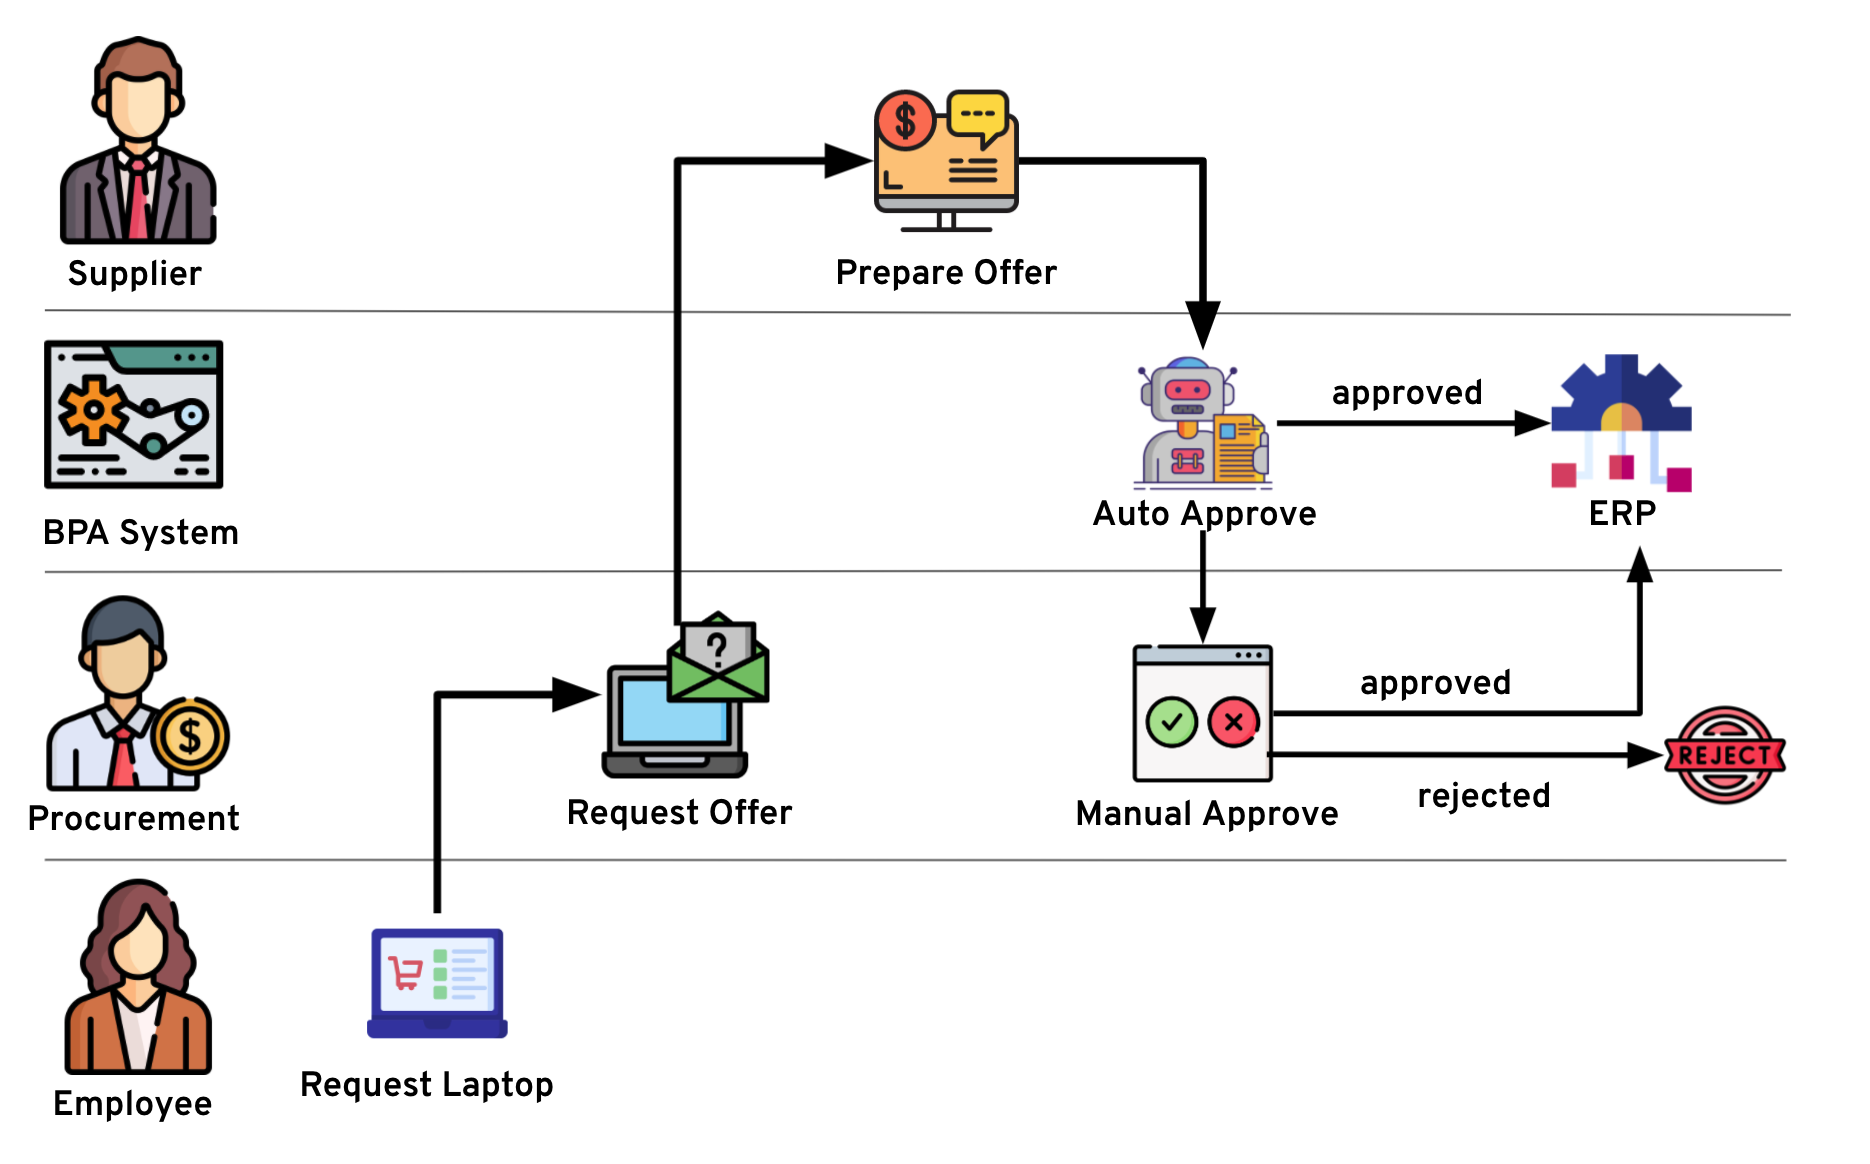 $
Supplier
Prepare Offer
BPA System
Auto Approve
approved
ERP
$
Procurement
?
Request Offer
Manual Approve
approved
rejected
REJECT
Employee
Request Laptop